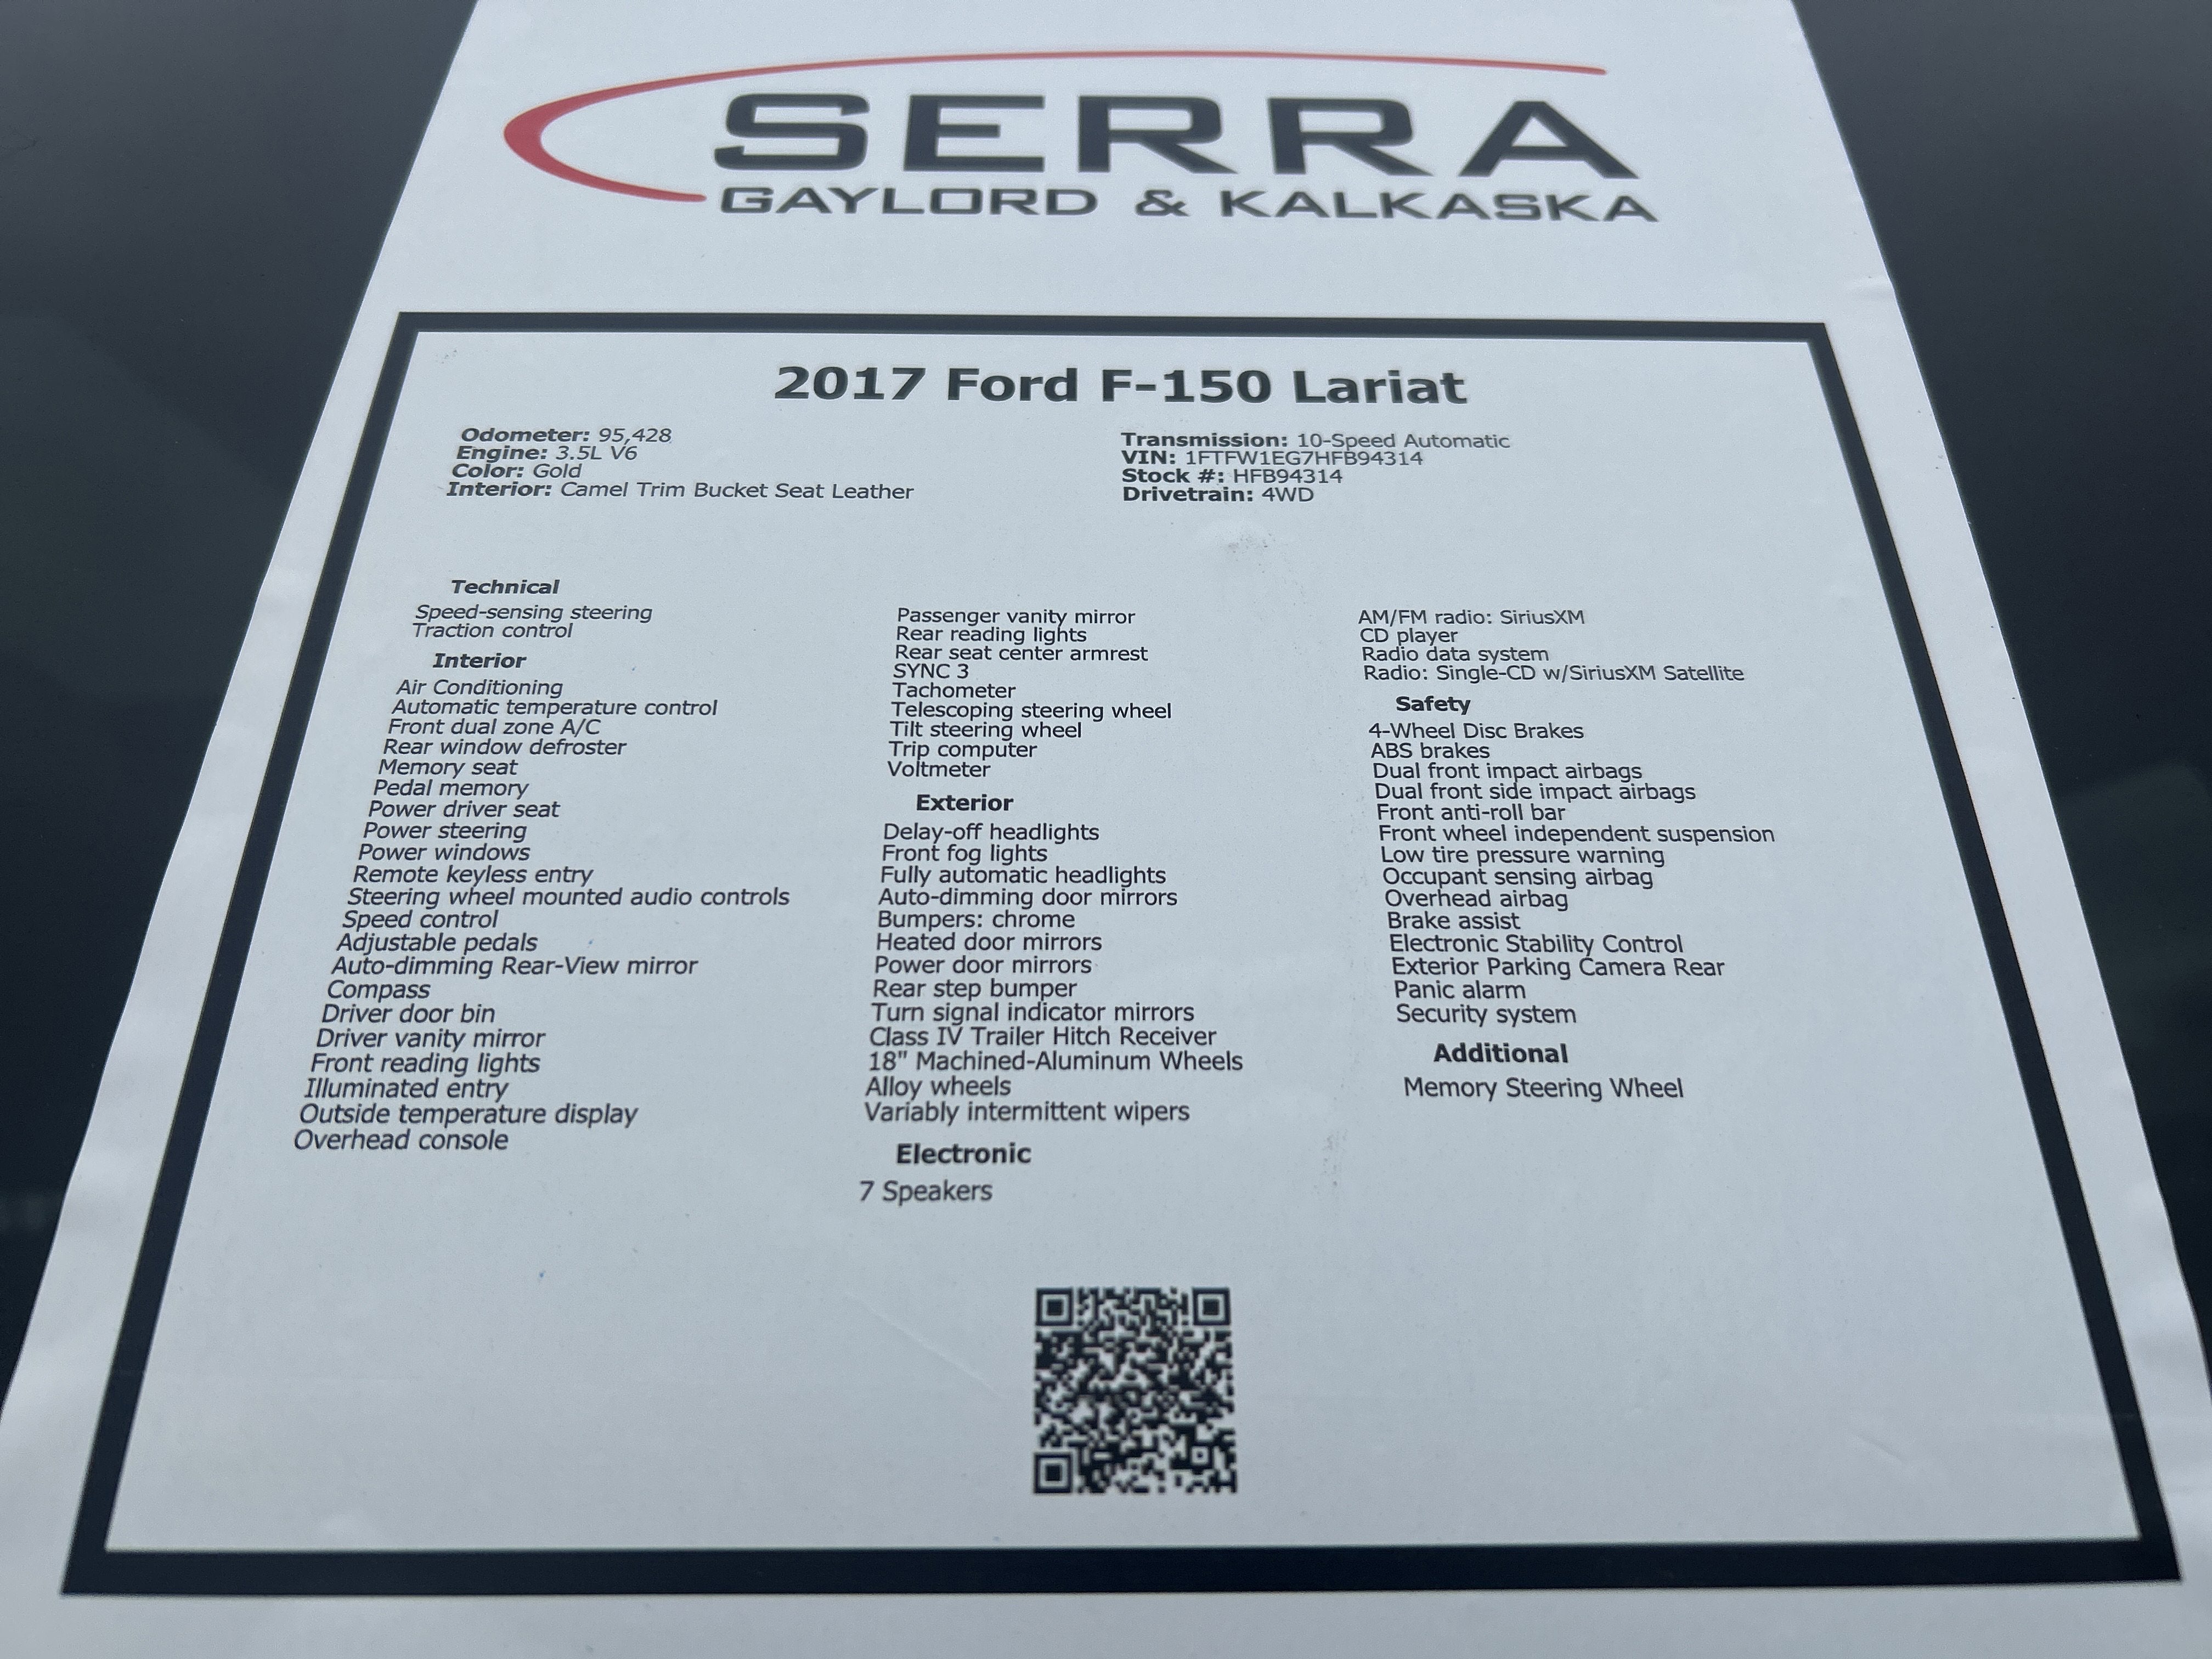 SERRA
GAYLORD & KALKASKA
2017 Ford F-150 Lariat
Odometer: 95,428
Engine: 3.5L V6
Color: Gold
Interior: Camel Trim Bucket Seat Leather
Transmission: 10-Speed Automatic
VIN: 1FTFW1EG7HFB94314
Stock #: HFB94314
Drivetrain: 4WD
Technical
Speed-sensing steering
Traction control
Interior
Air Conditioning
Automatic temperature control
Front dual zone A/C
Rear window defroster
Memory seat
Pedal memory
Power driver seat
Power steering
Power windows
Remote keyless entry
Steering wheel mounted audio controls
Speed control
Adjustable pedals
Auto-dimming Rear-View mirror
Compass
Driver door bin
Driver vanity mirror
Front reading lights
Illuminated entry
Outside temperature display
Overhead console
Passenger vanity mirror
Rear reading lights
Rear seat center armrest
SYNC 3
Tachometer
Telescoping steering wheel
Tilt steering wheel
Trip computer
Voltmeter
Exterior
Delay-off headlights
Front fog lights
Fully automatic headlights
Auto-dimming door mirrors
Bumpers: chrome
Heated door mirrors
Power door mirrors
Rear step bumper
Turn signal indicator mirrors
Class IV Trailer Hitch Receiver
18" Machined-Aluminum Wheels
Alloy wheels
Variably intermittent wipers
Electronic
7 Speakers
AM/FM radio: SiriusXM
CD player
Radio data system
Radio: Single-CD w/SiriusXM Satellite
Safety
4-Wheel Disc Brakes
ABS brakes
Dual front impact airbags
Dual front side impact airbags
Front anti-roll bar
Front wheel independent suspension
Low tire pressure warning
Occupant sensing airbag
Overhead airbag
Brake assist
Electronic Stability Control
Exterior Parking Camera Rear
Panic alarm
Security system
Additional
Memory Steering Wheel